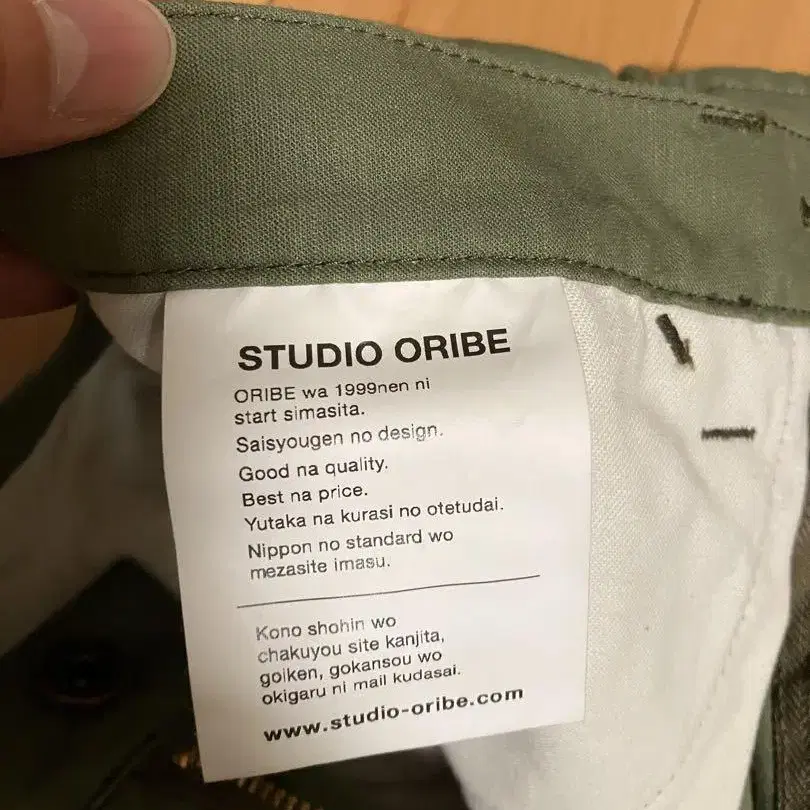 STUDIO ORIBE
ORIBE wa 1999nen ni
start simasita.
Saisyougen no design.
Good na quality.
Best na price.
Yutaka na kurasi no otetudai.
Nippon no standard wo
mezasite imasu.
Kono shohin wo
chakuyou site kanjita,
goiken, gokansou wo
okigaru ni mail kudasai.
www.studio-oribe.com